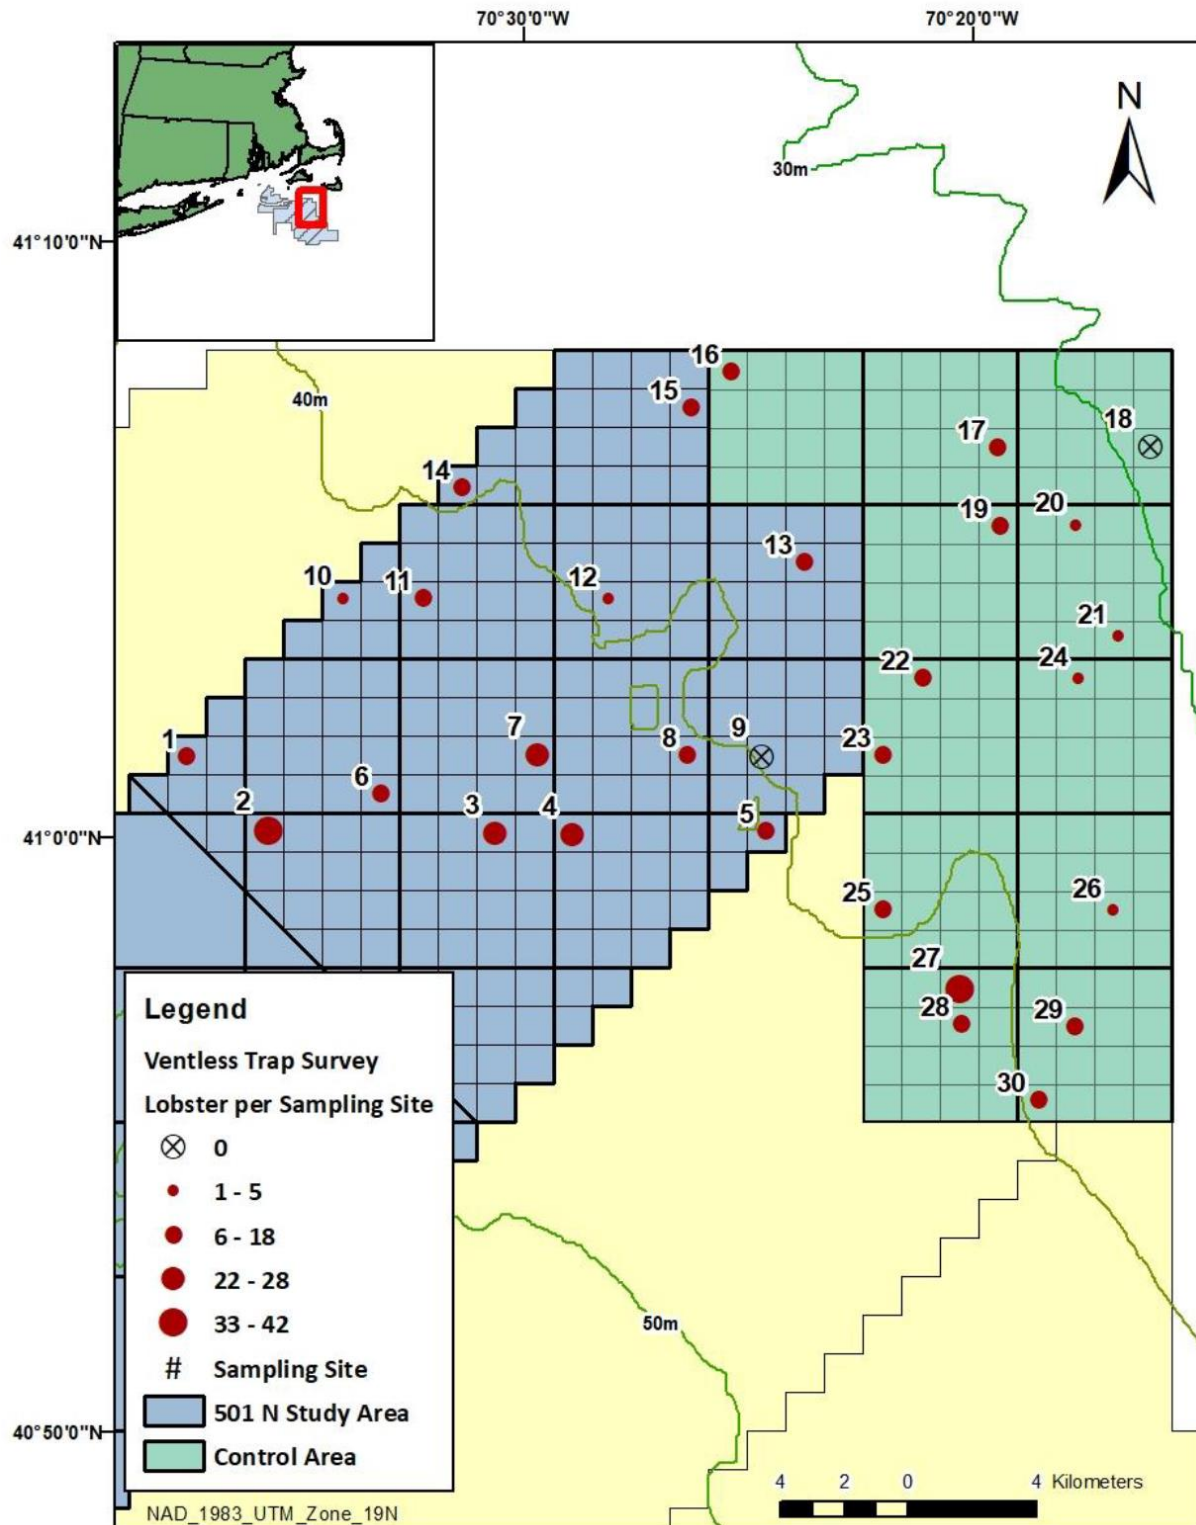 70°30'0"W
70°20'0"W
N
30m
41°10'0"N
16
40m
15
18
17
14
19
20
13
10
11
12
21
22
24
7
9
1
8
23
6
2
3
4
5
41°0'0"N
25
26
27
28
29
30
Legend
Ventless Trap Survey
Lobster per Sampling Site
0
1 - 5
6 - 18
22 - 28
33 - 42
# Sampling Site
501 N Study Area
Control Area
50m
40°50'0"N
4 2 0 4 Kilometers
NAD_1983_UTM_Zone_19N